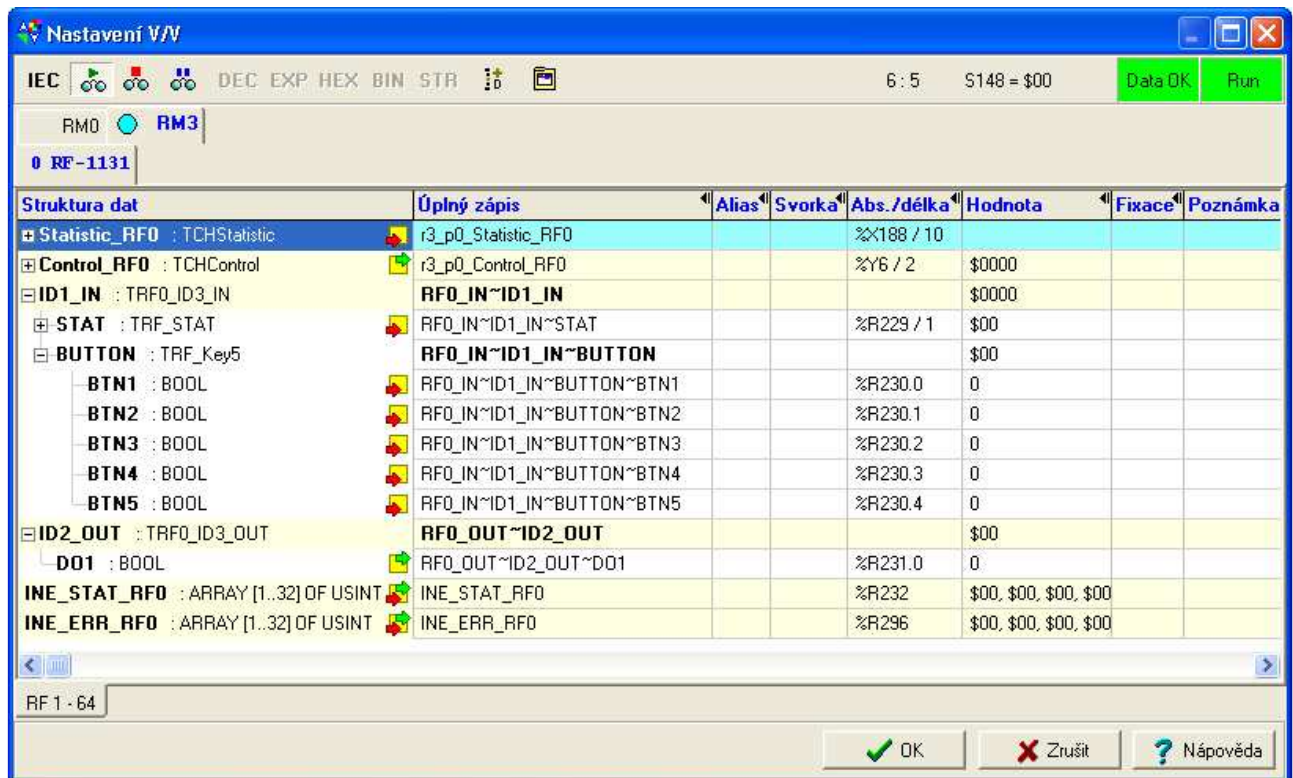 Nastavení V/V
IEC DEC EXP HEX BIN STR 6 : 5 S148 = $00 Data OK Run
RM0 RM3
0 RF-1131
Struktura dat Úplný zápis Alias Svorka Abs./délka Hodnota Fixace Poznámka
Statistic_RF0 : TCHStatistic r3_p0_Statistic_RF0 %X188 / 10
Control_RF0 : TCHControl r3_p0_Control_RF0 %Y6 / 2 $0000
ID1_IN : TRF0_ID3_IN RF0_IN~ID1_IN $0000
STAT : TRF_STAT RF0_IN~ID1_IN~STAT %R229 / 1 $00
BUTTON : TRF_Key5 RF0_IN~ID1_IN~BUTTON $00
BTN1 : BOOL RF0_IN~ID1_IN~BUTTON~BTN1 %R230.0 0
BTN2 : BOOL RF0_IN~ID1_IN~BUTTON~BTN2 %R230.1 0
BTN3 : BOOL RF0_IN~ID1_IN~BUTTON~BTN3 %R230.2 0
BTN4 : BOOL RF0_IN~ID1_IN~BUTTON~BTN4 %R230.3 0
BTN5 : BOOL RF0_IN~ID1_IN~BUTTON~BTN5 %R230.4 0
ID2_OUT : TRF0_ID3_OUT RF0_OUT~ID2_OUT $00
DO1 : BOOL RF0_OUT~ID2_OUT~DO1 %R231.0 0
INE_STAT_RF0 : ARRAY [1..32] OF USINT INE_STAT_RF0 %R232 $00, $00, $00, $00
INE_ERR_RF0 : ARRAY [1..32] OF USINT INE_ERR_RF0 %R296 $00, $00, $00, $00
RF 1 - 64
OK Zrušit Nápověda